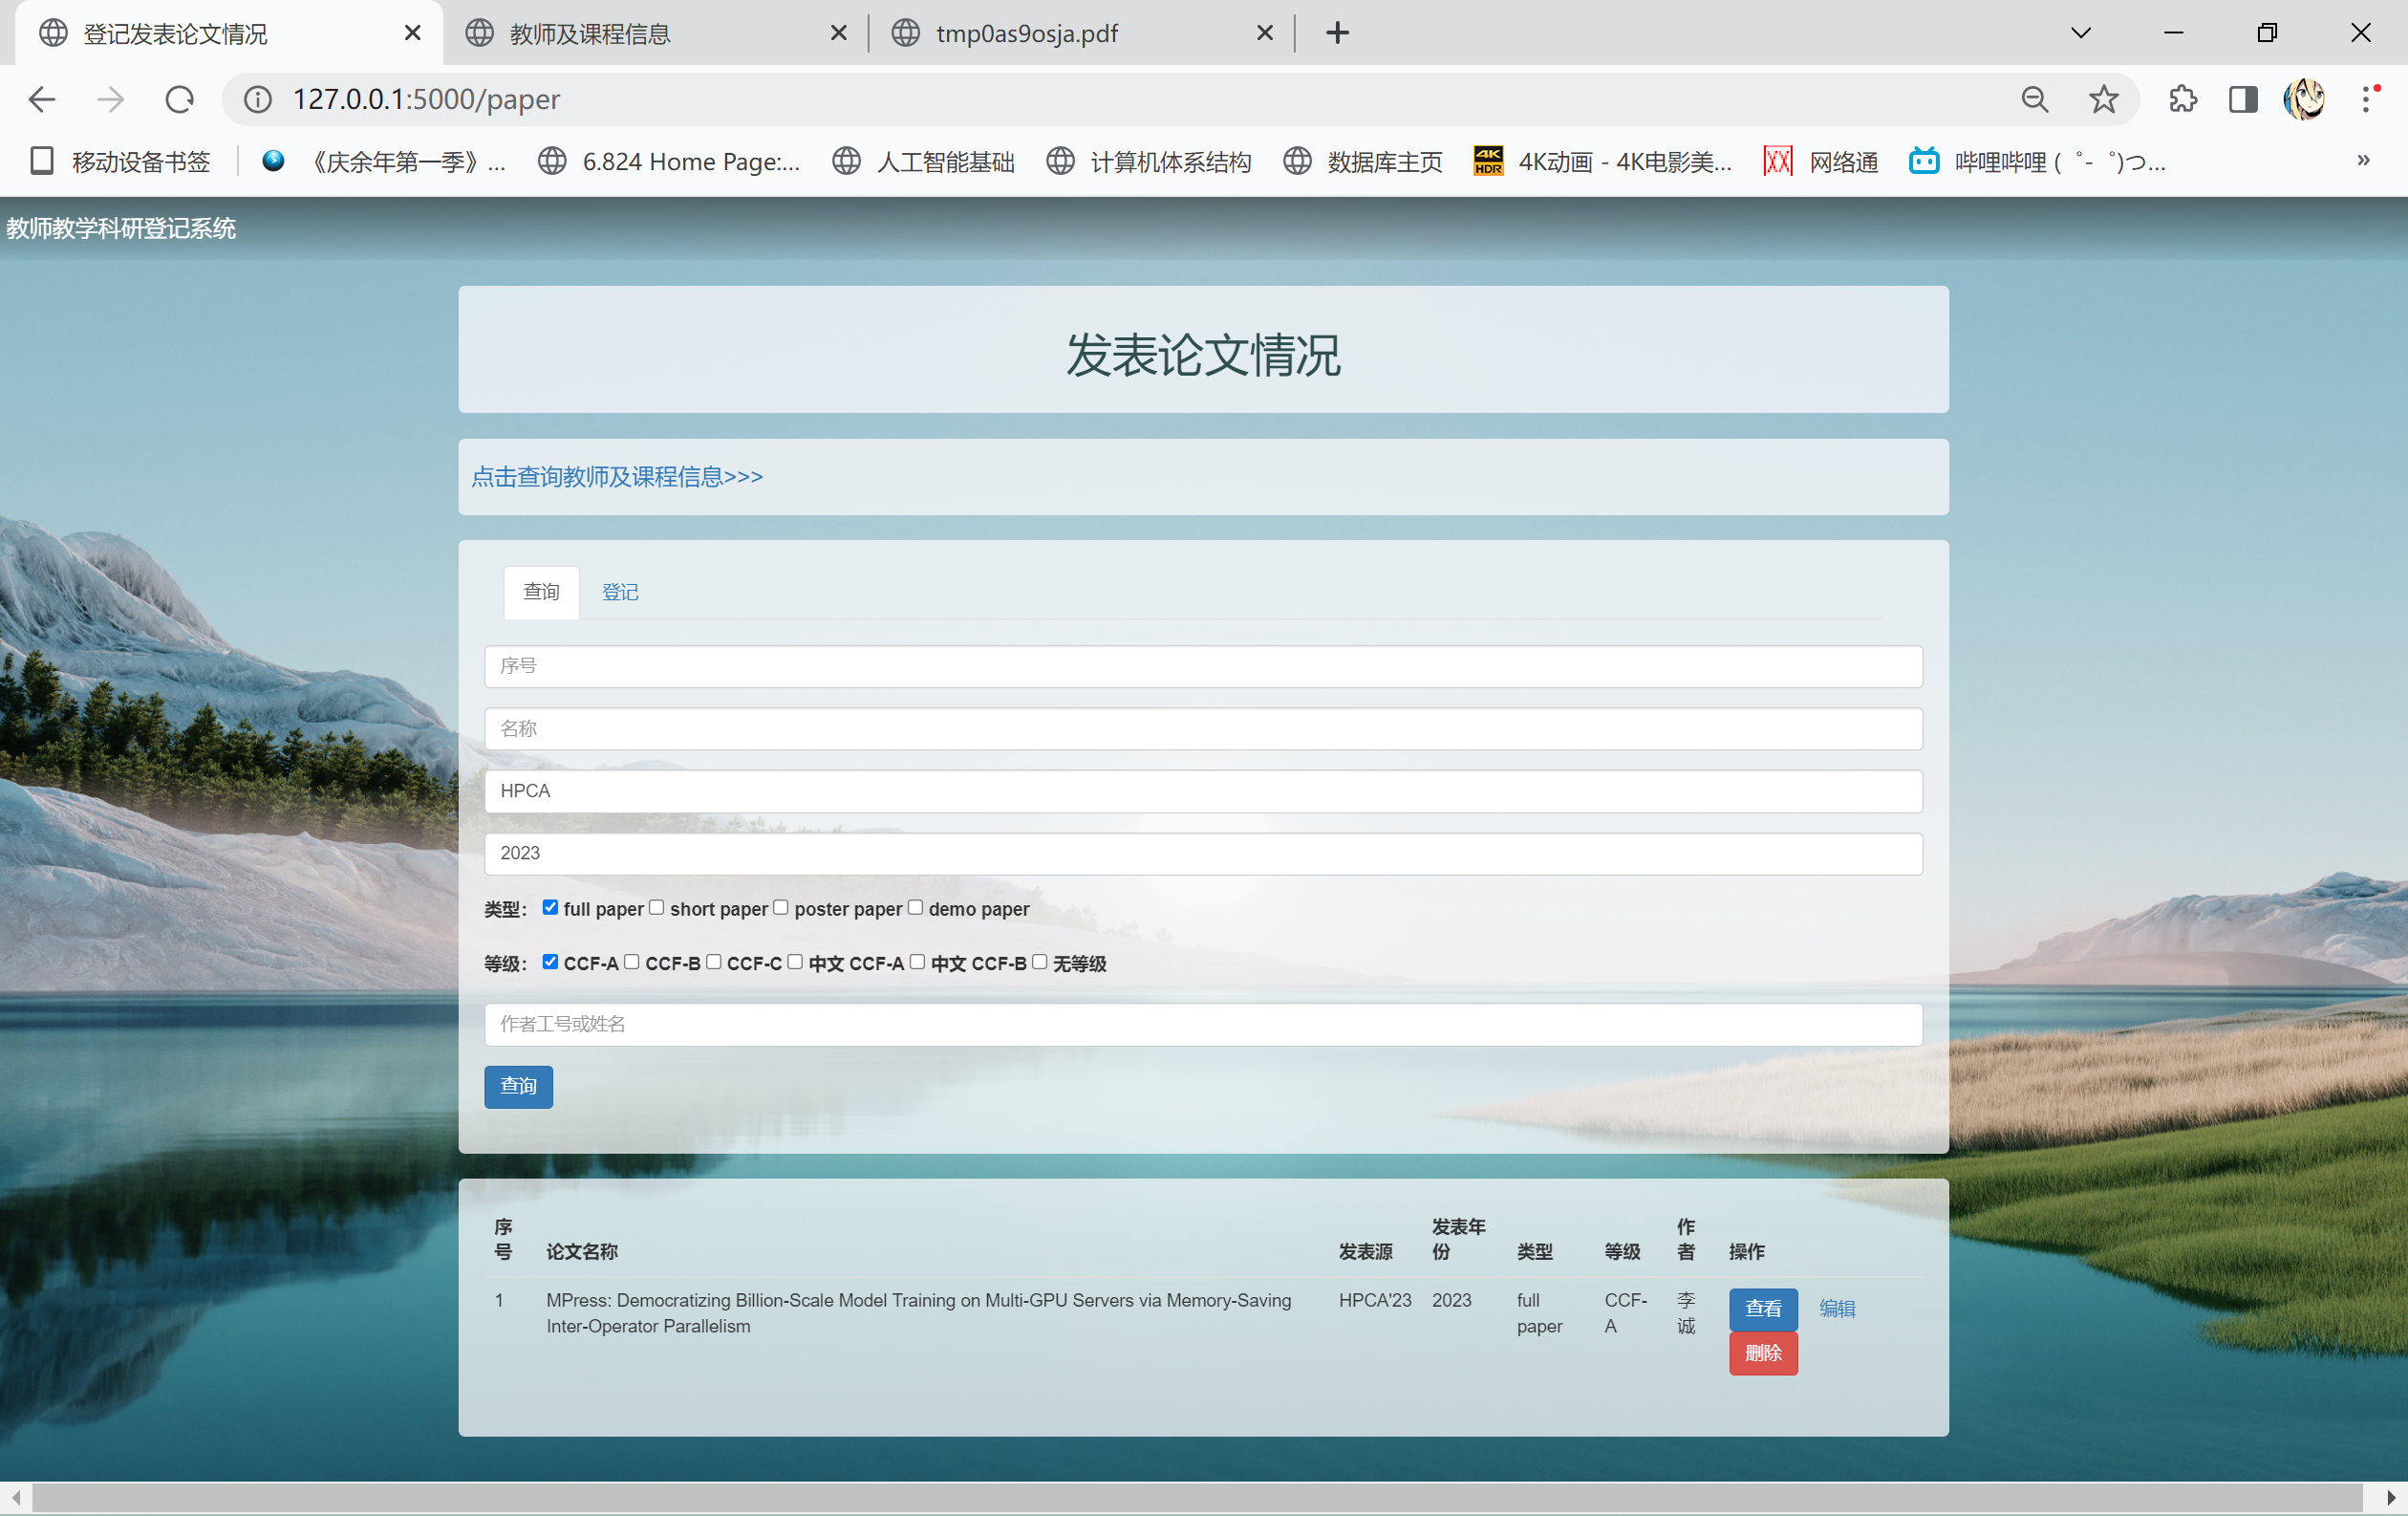 登记发表论文情况
教师及课程信息
tmp0as9osja.pdf
127.0.0.1:5000/paper
移动设备书签
《庆余年第一季》...
6.824 Home Page:...
人工智能基础
计算机体系结构
数据库主页
4K HDR
4K动画 - 4K电影美...
网络通
哔哩哔哩 ( ゜- ゜)つ...
»
教师教学科研登记系统
发表论文情况
点击查询教师及课程信息>>>
查询 登记
序号
名称
HPCA
2023
类型： full paper short paper poster paper demo paper
等级： CCF-A CCF-B CCF-C 中文 CCF-A 中文 CCF-B 无等级
作者工号或姓名
查询
序号 论文名称 发表源 发表年份 类型 等级 作者 操作
1 MPress: Democratizing Billion-Scale Model Training on Multi-GPU Servers via Memory-Saving
Inter-Operator Parallelism
HPCA'23
2023
full
paper
CCF-
A
李
诚
查看 编辑
删除